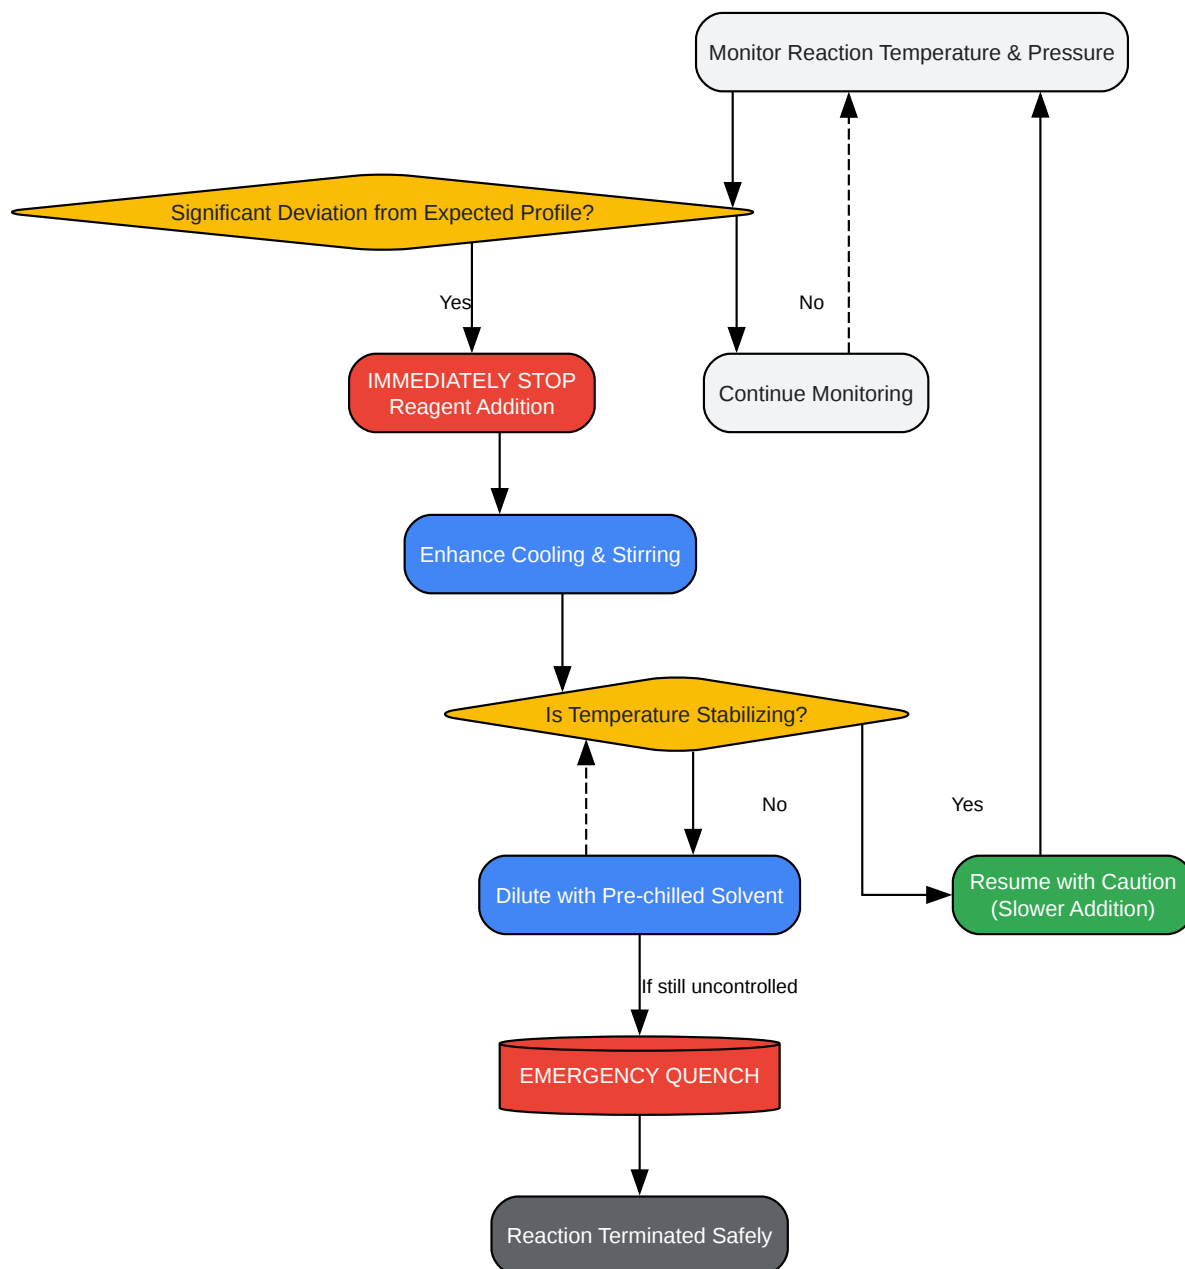 Monitor Reaction Temperature & Pressure
Significant Deviation from Expected Profile?
Yes
No
IMMEDIATELY STOP
Reagent Addition
Continue Monitoring
Enhance Cooling & Stirring
Is Temperature Stabilizing?
No
Yes
Dilute with Pre-chilled Solvent
Resume with Caution
(Slower Addition)
If still uncontrolled
EMERGENCY QUENCH
Reaction Terminated Safely